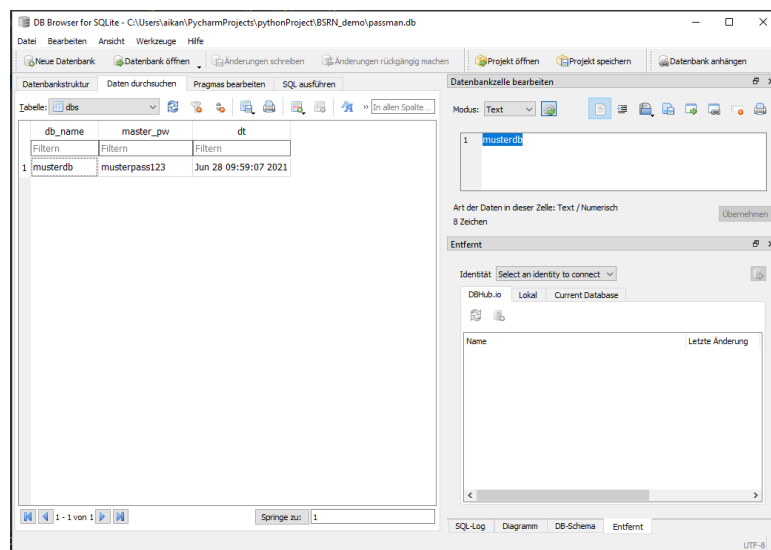 DB Browser for SQLite - C:\Users\aikan\PycharmProjects\pythonProject\BSRN_demo\passman.db
Datei Bearbeiten Ansicht Werkzeuge Hilfe
Neue Datenbank Datenbank öffnen Änderungen schreiben Änderungen rückgängig machen Projekt öffnen Projekt speichern Datenbank anhängen
Datenbankstruktur Daten durchsuchen Pragmas bearbeiten SQL ausführen
Tabelle: dbs » In allen Spalte...
db_name master_pw dt
Filtern Filtern Filtern
1 musterdb musterpass123 Jun 28 09:59:07 2021
1 - 1 von 1 Springe zu: 1
Datenbankzelle bearbeiten
Modus: Text
1 musterdb
Art der Daten in dieser Zelle: Text / Numerisch
8 Zeichen
Übernehmen
Entfernt
Identität Select an identity to connect
DBHub.io Lokal Current Database
Name Letzte Änderung
SQL-Log Diagramm DB-Schema Entfernt
UTF-8